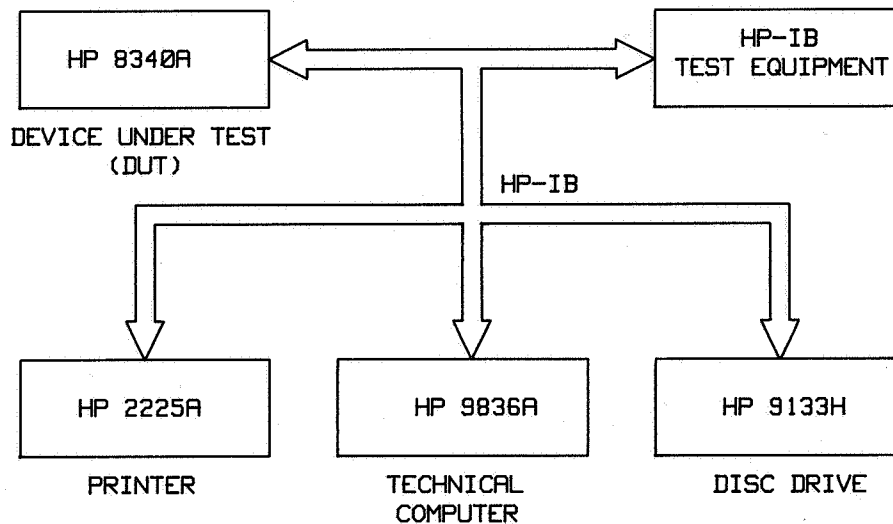 HP 8340A
HP-IB
TEST EQUIPMENT
DEVICE UNDER TEST
(DUT)
HP-IB
HP 2225A
HP 9836A
HP 9133H
PRINTER
TECHNICAL
COMPUTER
DISC DRIVE